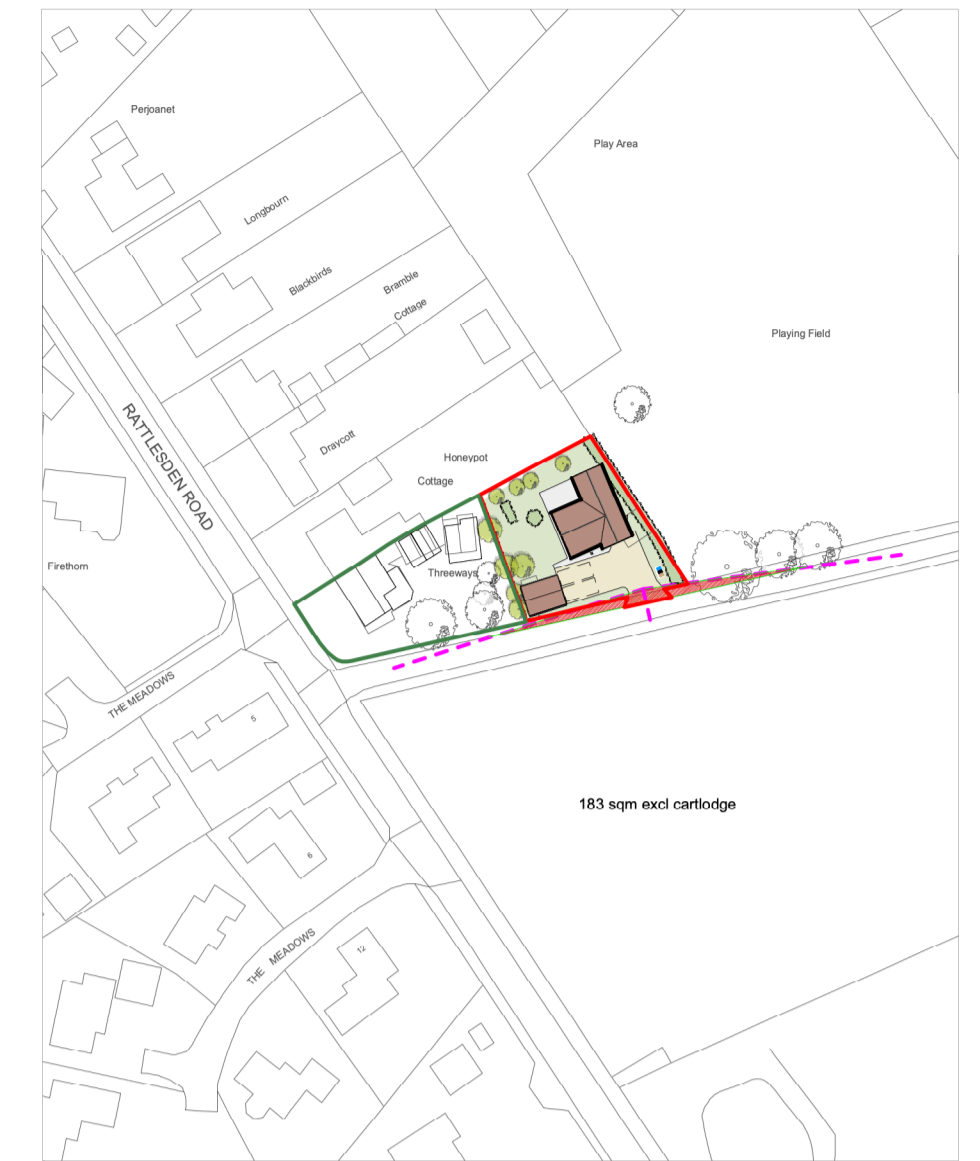 Perjoanet
Play Area
Longbourn
Blackbirds
Bramble
Cottage
Playing Field
RATTLESDEN ROAD
Draycott
Honeypot
Cottage
Firethorn
Threeways
THE MEADOWS
5
183 sqm excl cartlodge
6
THE MEADOWS
12